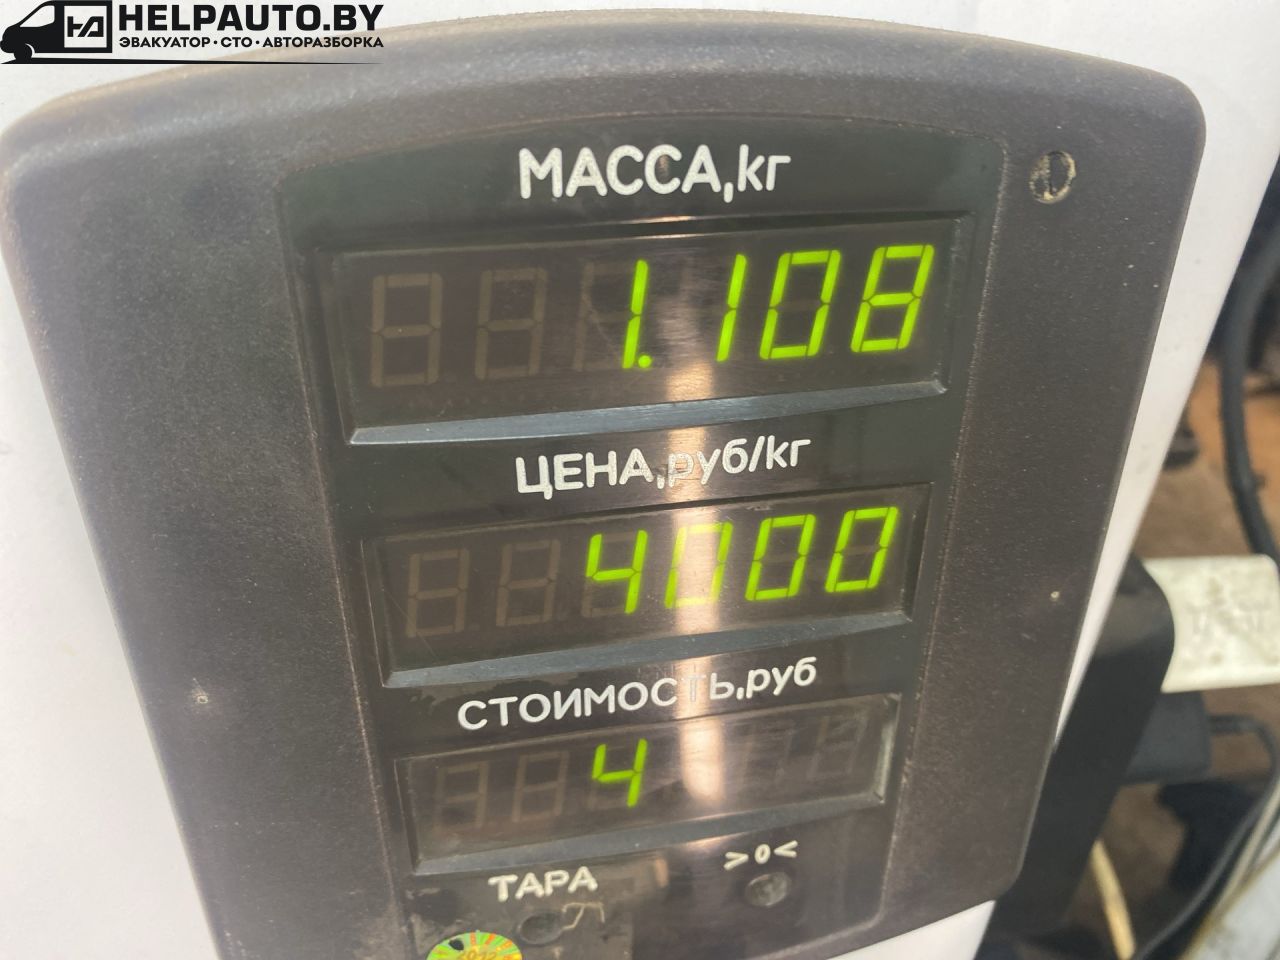 HELPAUTO.BY
ЭВАКУАТОР · СТО · АВТОРАЗБОРКА
МАССА,кг
1.108
ЦЕНА,руб/кг
4000
СТОИМОСТЬ,руб
4
>0<
ТАРА